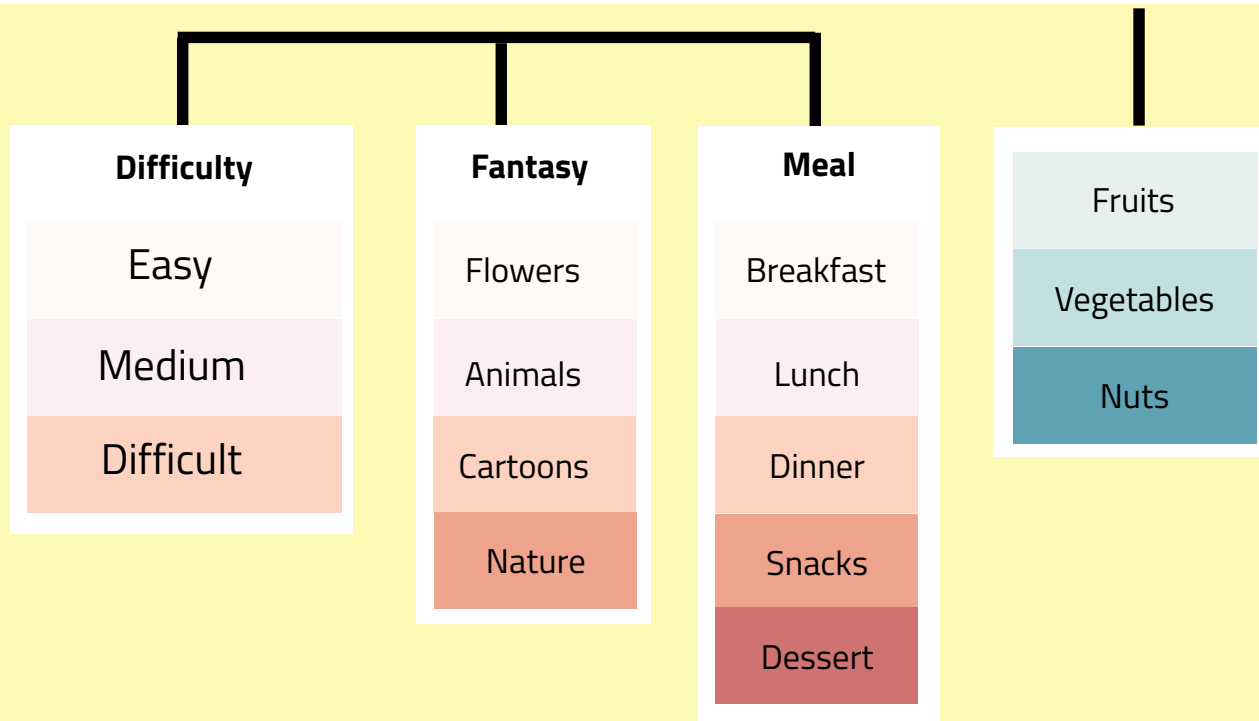 Difficulty
Easy
Medium
Difficult
Fantasy
Flowers
Animals
Cartoons
Nature
Meal
Breakfast
Lunch
Dinner
Snacks
Dessert
Fruits
Vegetables
Nuts